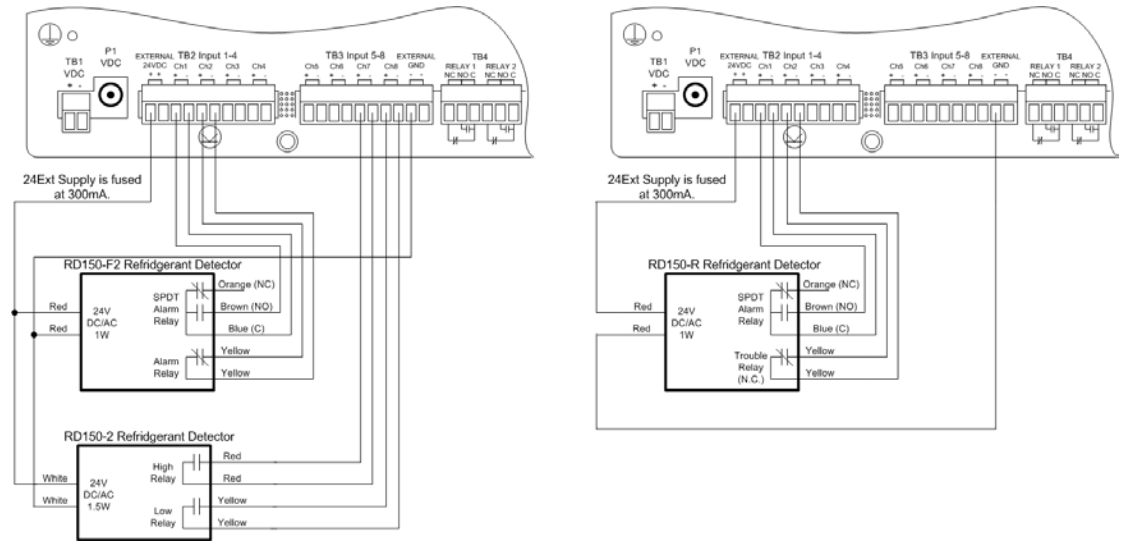 P1
VDC
TB1
VDC
+ -
EXTERNAL
24VDC
+ +
TB2 Input 1-4
Ch1 Ch2 Ch3 Ch4
+ - + - + - + -
TB3 Input 5-8
Ch5 Ch6 Ch7 Ch8
+ - + - + - + -
EXTERNAL
GND
- -
TB4
RELAY 1 RELAY 2
NC NO C NC NO C
24Ext Supply is fused
at 300mA.
RD150-F2 Refridgerant Detector
Red
Red
24V
DC/AC
1W
SPDT
Alarm
Relay
Orange (NC)
Brown (NO)
Blue (C)
Alarm
Relay
Yellow
Yellow
RD150-2 Refridgerant Detector
White
White
24V
DC/AC
1.5W
High
Relay
Red
Red
Low
Relay
Yellow
Yellow
P1
VDC
TB1
VDC
+ -
EXTERNAL
24VDC
+ +
TB2 Input 1-4
Ch1 Ch2 Ch3 Ch4
+ - + - + - + -
TB3 Input 5-8
Ch5 Ch6 Ch7 Ch8
+ - + - + - + -
EXTERNAL
GND
- -
TB4
RELAY 1 RELAY 2
NC NO C NC NO C
24Ext Supply is fused
at 300mA.
RD150-R Refridgerant Detector
Red
Red
24V
DC/AC
1W
SPDT
Alarm
Relay
Orange (NC)
Brown (NO)
Blue (C)
Trouble
Relay
(N.C.)
Yellow
Yellow